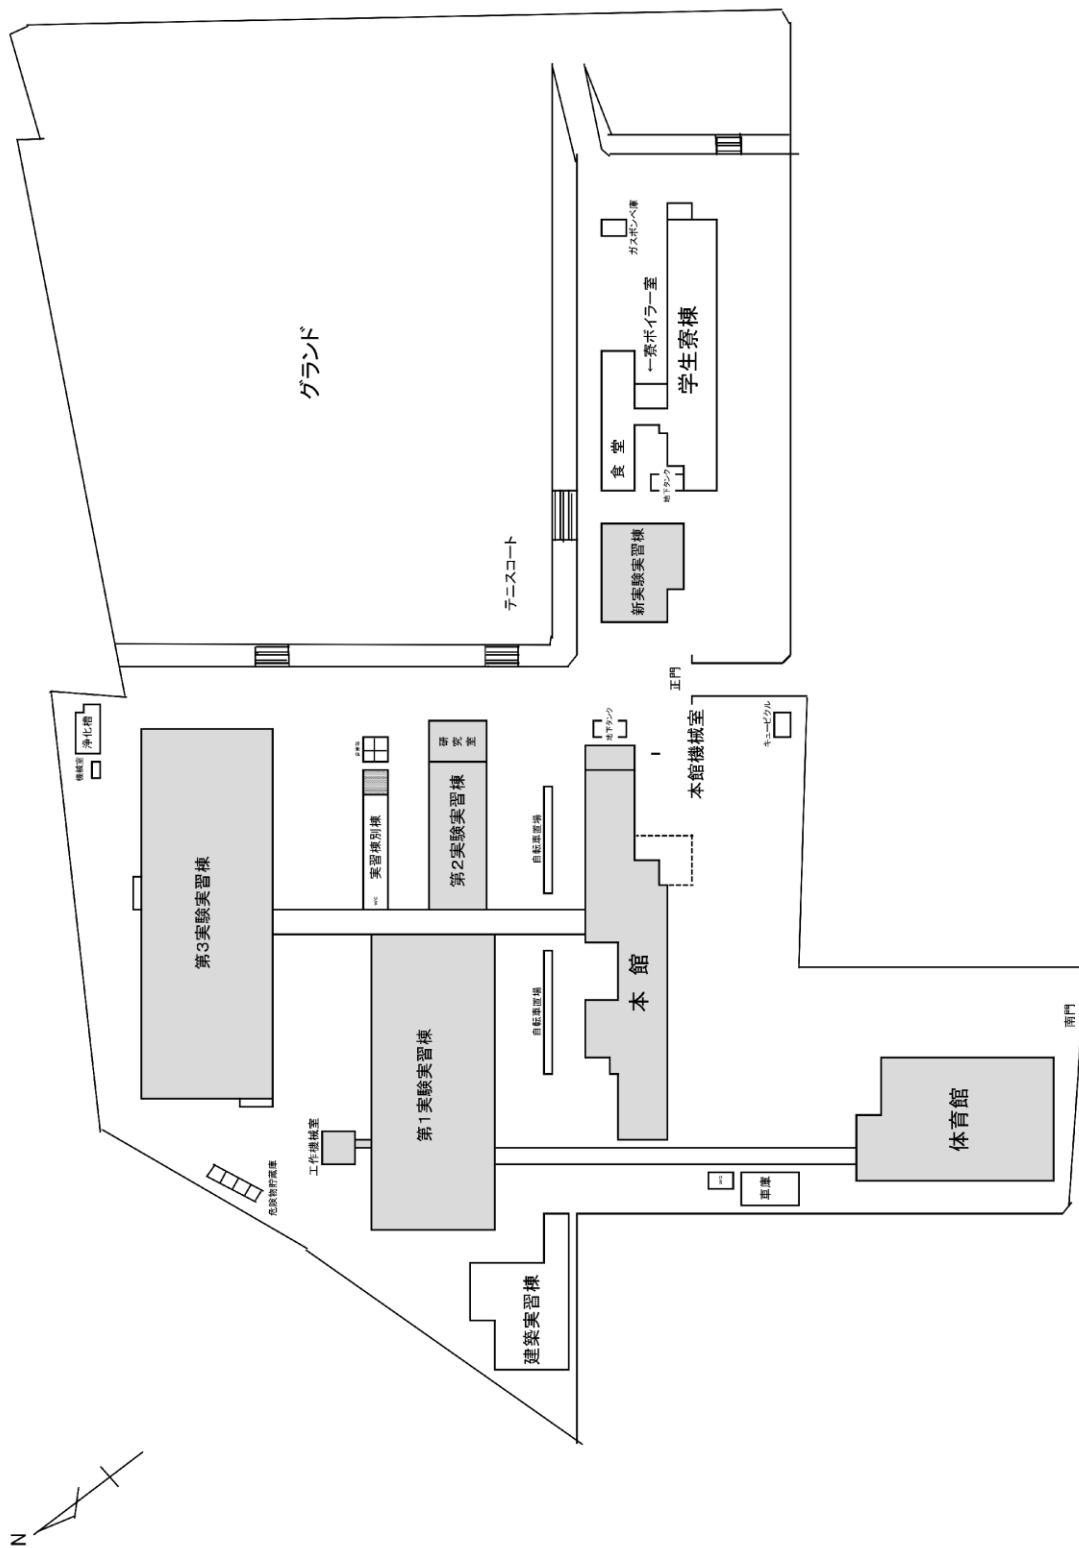 グランド
テニスコート
ガスボンベ庫
←寮ボイラー室
学生寮棟
食堂
地下タンク
新実験実習棟
正門
浄化槽
機械室
第3実験実習棟
実習棟別棟
WC
研究室
第2実験実習棟
自転車置場
地下タンク
本館機械室
キュービクル
本館
自転車置場
第1実験実習棟
工作機械室
危険物貯蔵庫
建築実習棟
WC
車庫
体育館
南門
N